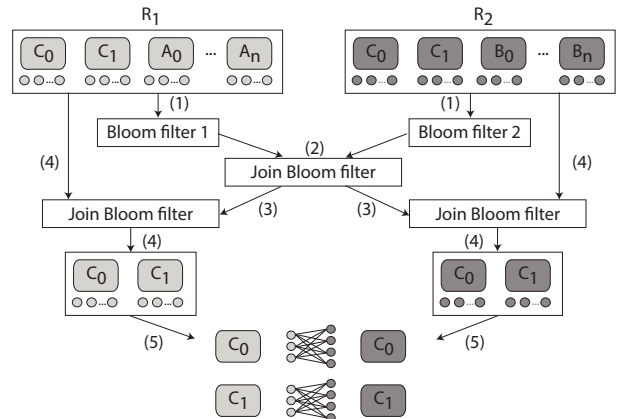 R1 R2
C0 C1 A0 ... An C0 C1 B0 ... Bn
... ... ... ... ... ... ... ...
(1) (1)
Bloom filter 1 Bloom filter 2
(2)
(4) Join Bloom filter (4)
(3) (3)
Join Bloom filter Join Bloom filter
(4) (4)
C0 C1 C0 C1
... ... ... ...
(5) C0 C0 (5)
C1 C1